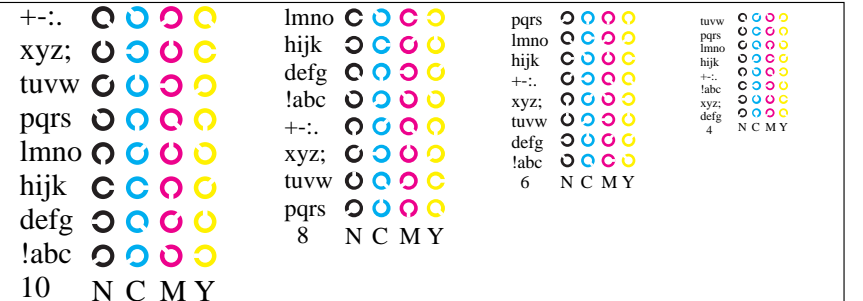 +-:.
xyz;
tuvw
pqrs
lmno
hijk
defg
!abc
10 N C M Y
lmno
hijk
defg
!abc
+-:.
xyz;
tuvw
pqrs
8 N C M Y
pqrs
lmno
hijk
+-:.
xyz;
tuvw
defg
!abc
6 N C M Y
tuvw
pqrs
lmno
hijk
+-:.
!abc
xyz;
defg
4 N C M Y